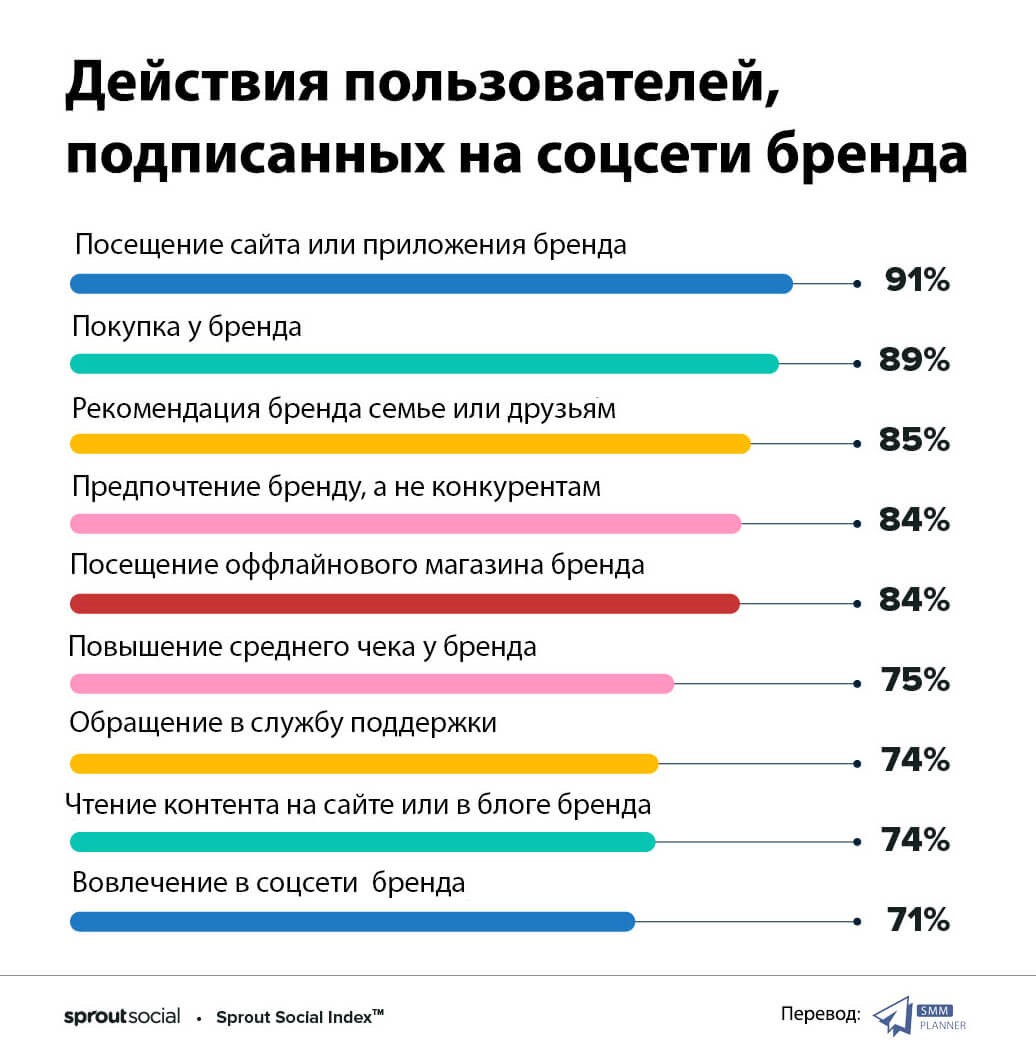 Действия пользователей,
подписанных на соцсети бренда
Посещение сайта или приложения бренда
91%
Покупка у бренда
89%
Рекомендация бренда семье или друзьям
85%
Предпочтение бренду, а не конкурентам
84%
Посещение оффлайнового магазина бренда
84%
Повышение среднего чека у бренда
75%
Обращение в службу поддержки
74%
Чтение контента на сайте или в блоге бренда
74%
Вовлечение в соцсети бренда
71%
sproutsocial • Sprout Social Index™
Перевод:
SMM
PLANNER